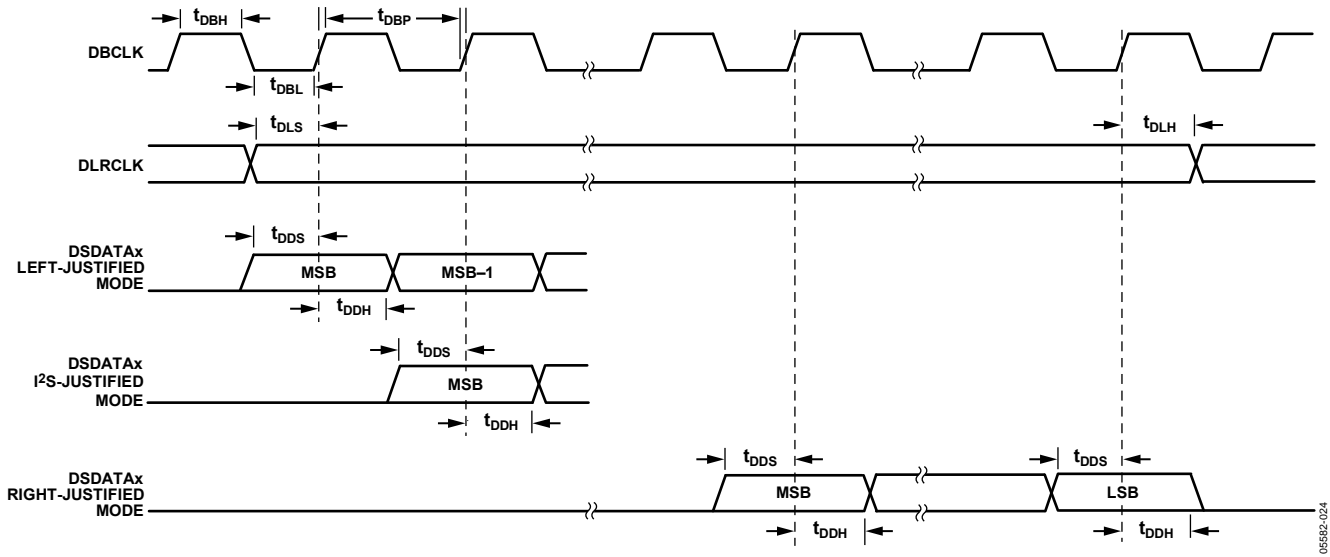 tDBH
tDBP
DBCLK
tDBL
tDLS
tDLH
DLRCLK
tDDS
DSDATAx
LEFT-JUSTIFIED
MODE
MSB
MSB–1
tDDH
tDDS
DSDATAx
I²S-JUSTIFIED
MODE
MSB
tDDH
tDDS
tDDS
DSDATAx
RIGHT-JUSTIFIED
MODE
MSB
LSB
tDDH
tDDH
05582-024